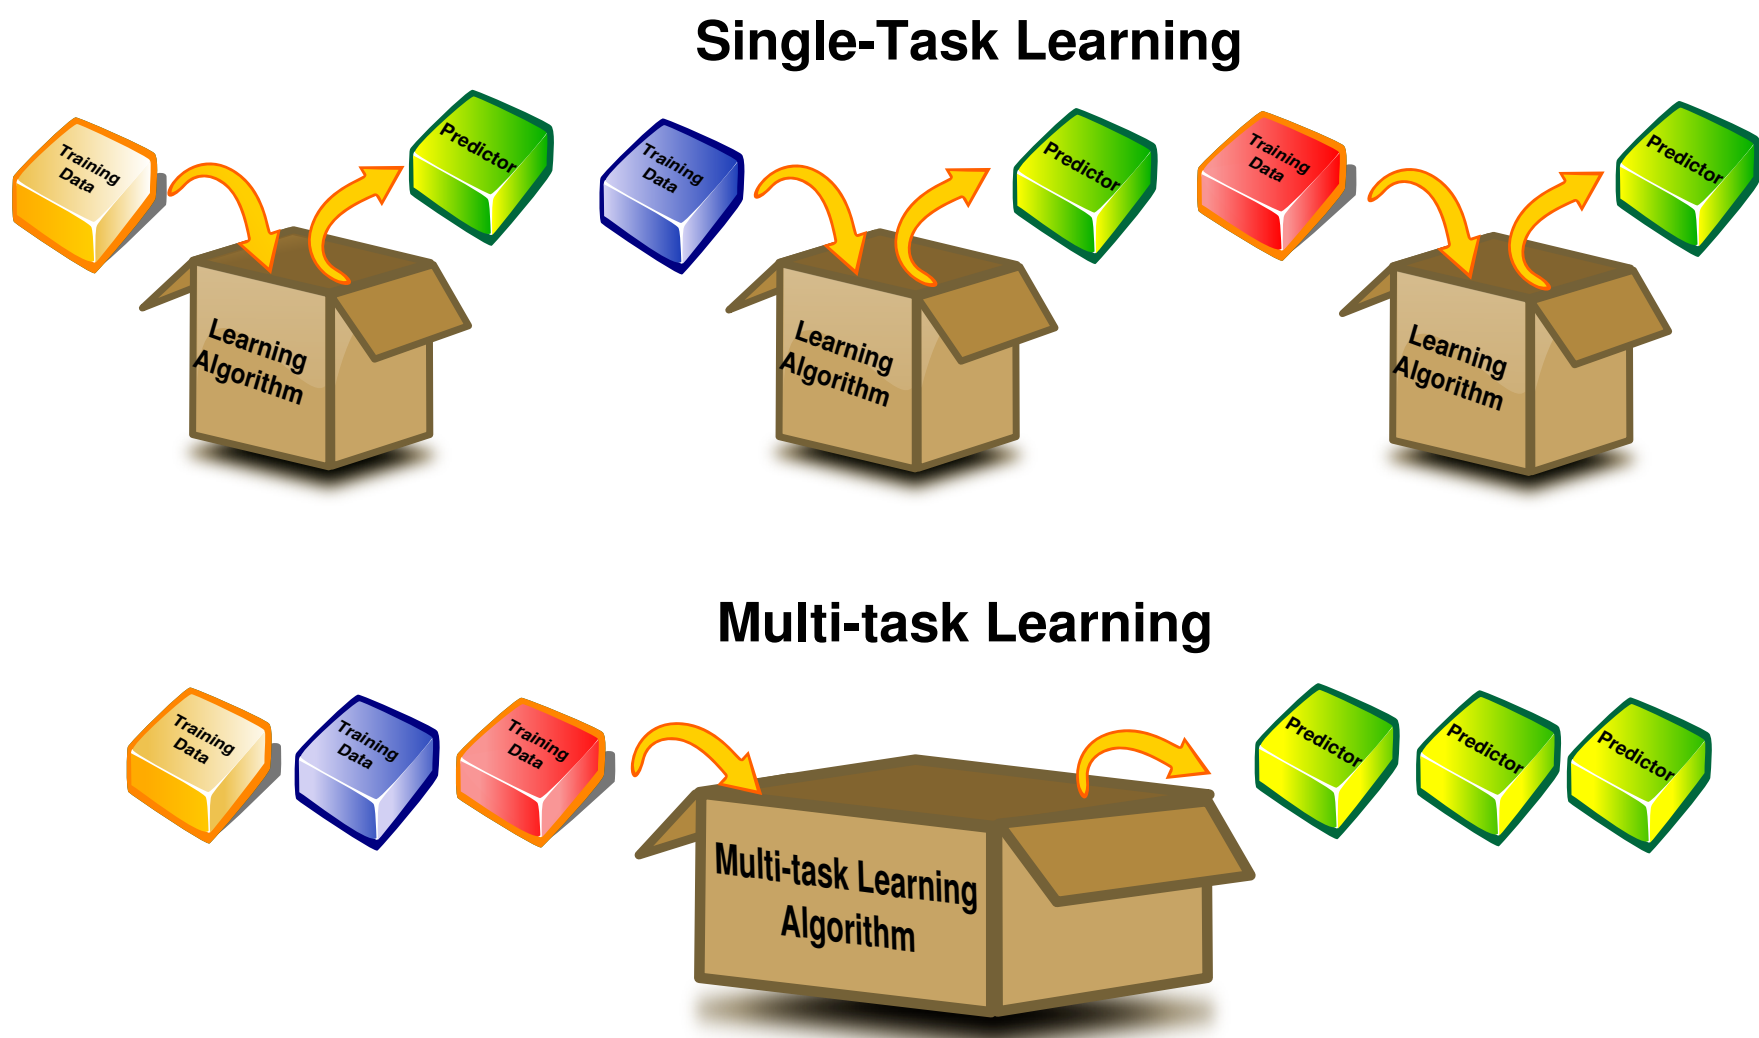 Single-Task Learning
Training
Data
Predictor
Learning
Algorithm
Training
Data
Predictor
Learning
Algorithm
Training
Data
Predictor
Learning
Algorithm
Multi-task Learning
Training
Data
Training
Data
Training
Data
Multi-task Learning
Algorithm
Predictor
Predictor
Predictor